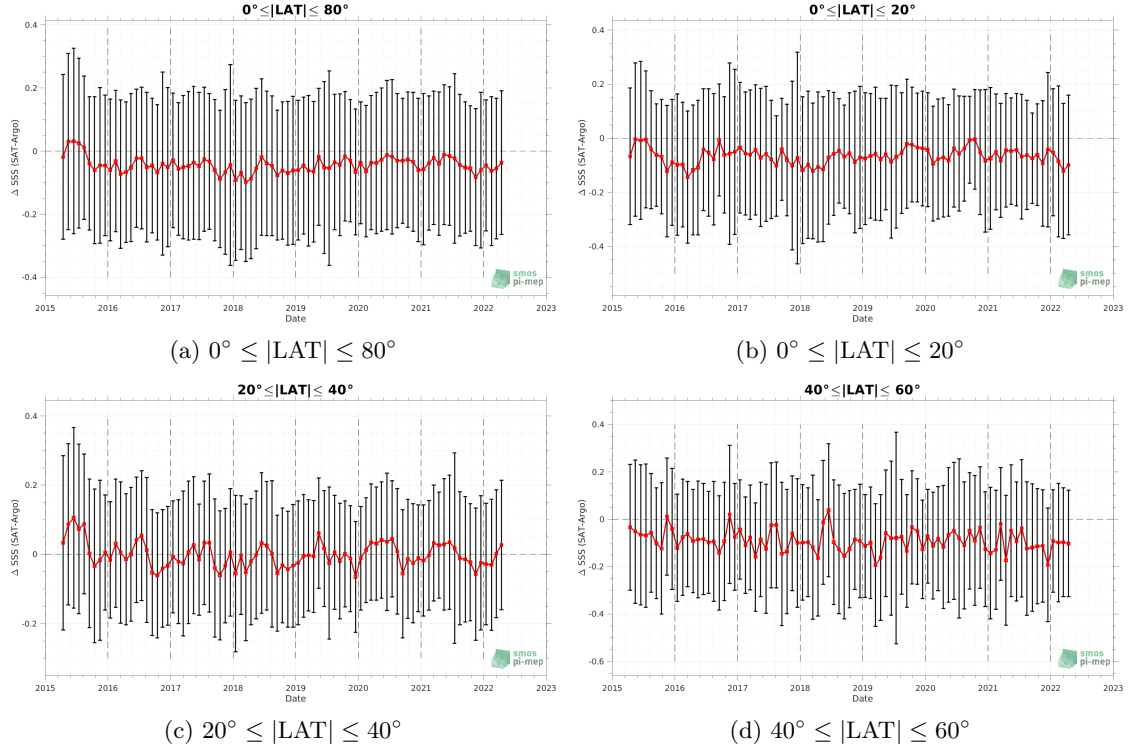 0°≤|LAT|≤ 80°
Δ SSS (SAT-Argo)
0.4
0.2
0
-0.2
-0.4
2015 2016 2017 2018 2019 2020 2021 2022 2023
Date
smos
pi-mep
(a) 0° ≤ |LAT| ≤ 80°
0°≤|LAT|≤ 20°
Δ SSS (SAT-Argo)
0.4
0.2
0
-0.2
-0.4
2015 2016 2017 2018 2019 2020 2021 2022 2023
Date
smos
pi-mep
(b) 0° ≤ |LAT| ≤ 20°
20°≤|LAT|≤ 40°
Δ SSS (SAT-Argo)
0.4
0.2
0
-0.2
2015 2016 2017 2018 2019 2020 2021 2022 2023
Date
smos
pi-mep
(c) 20° ≤ |LAT| ≤ 40°
40°≤|LAT|≤ 60°
Δ SSS (SAT-Argo)
0.4
0.2
0
-0.2
-0.4
-0.6
2015 2016 2017 2018 2019 2020 2021 2022 2023
Date
smos
pi-mep
(d) 40° ≤ |LAT| ≤ 60°